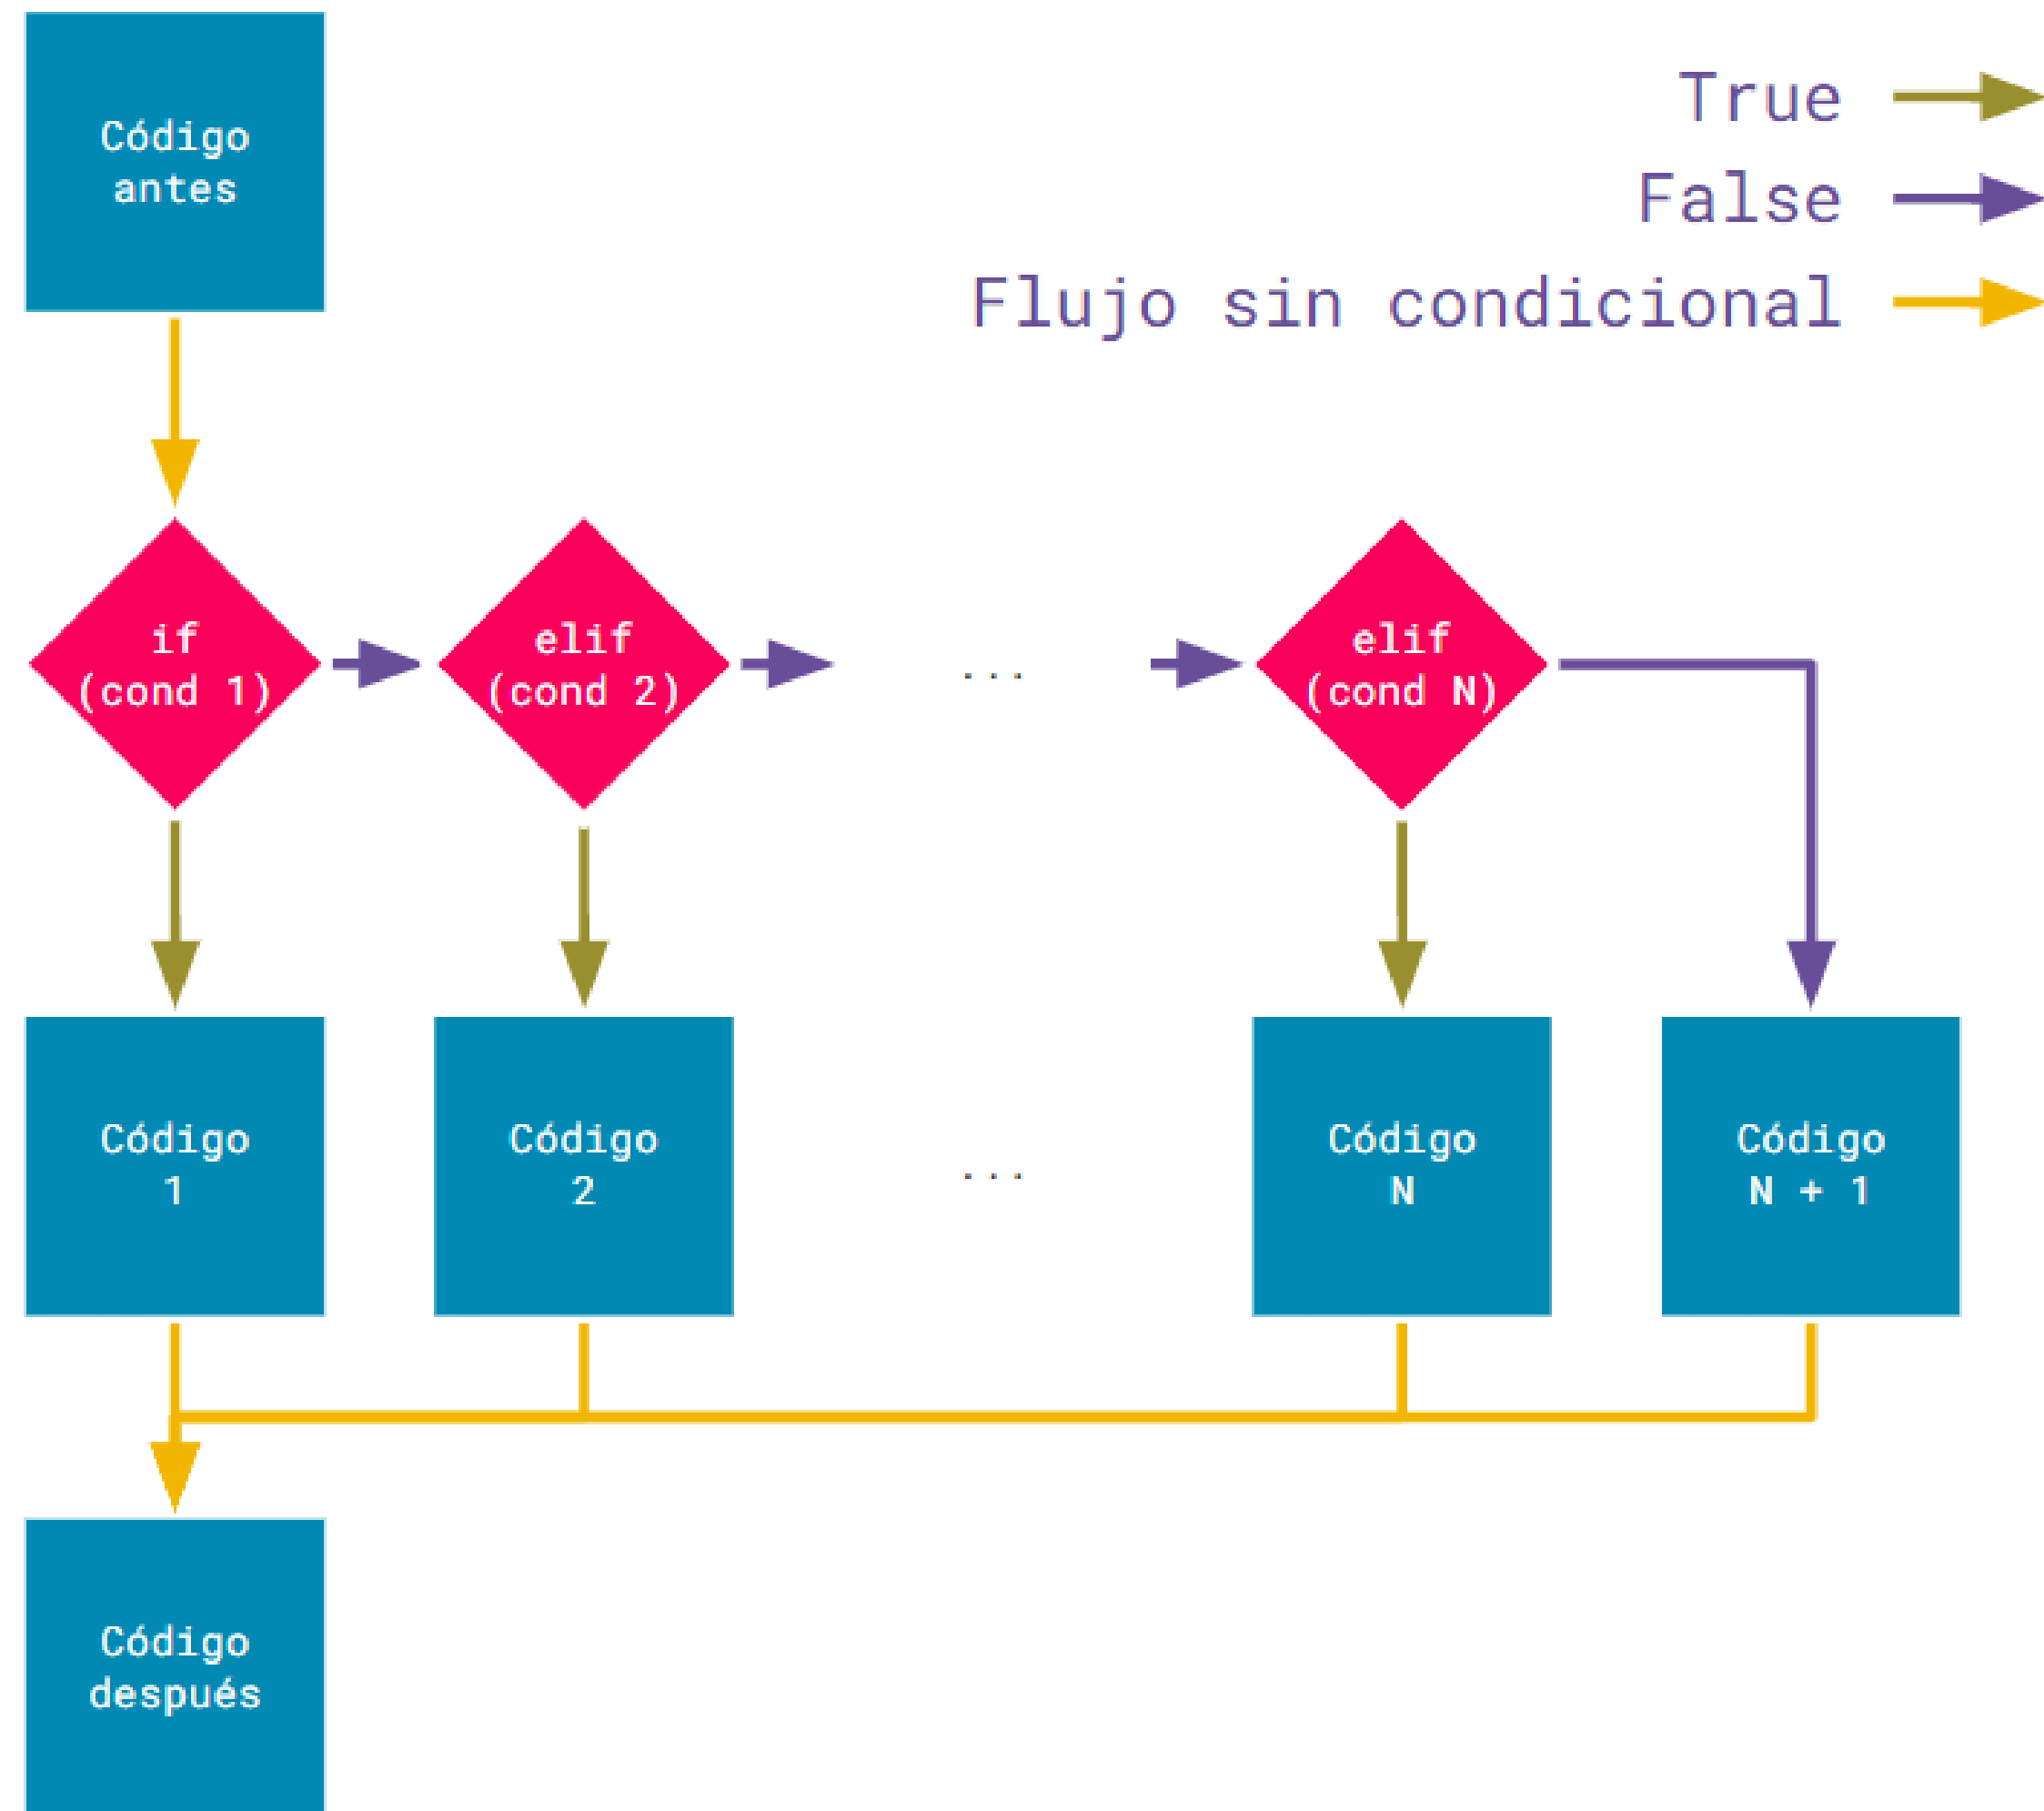 Código
antes
True
False
Flujo sin condicional
if
(cond 1)
elif
(cond 2)
...
elif
(cond N)
Código
1
Código
2
...
Código
N
Código
N + 1
Código
después